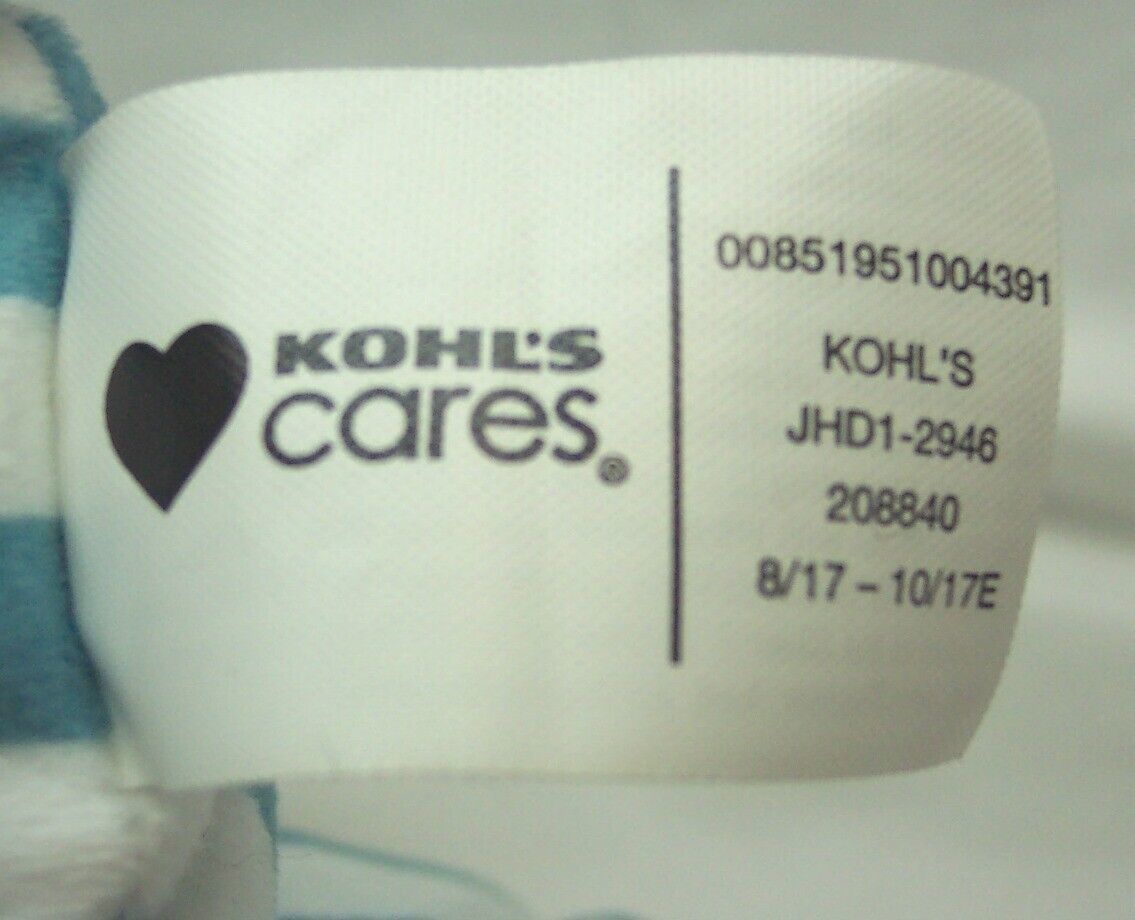 KOHL'S
cares®
00851951004391
KOHL'S
JHD1-2946
208840
8/17 – 10/17E